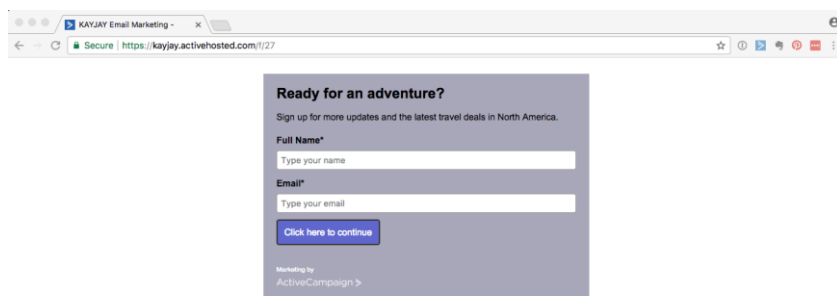 KAYJAY Email Marketing -
Secure | https://kayjay.activehosted.com/f/27
Ready for an adventure?
Sign up for more updates and the latest travel deals in North America.
Full Name*
Type your name
Email*
Type your email
Click here to continue
Marketing by
ActiveCampaign >